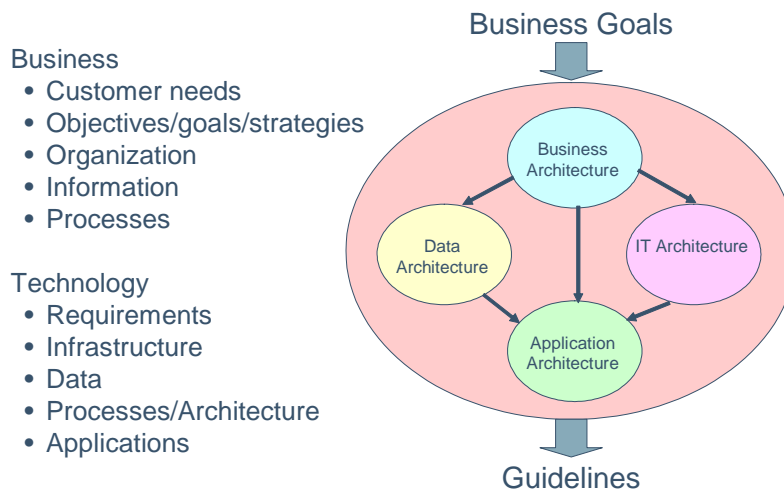 Business Goals
Business
• Customer needs
• Objectives/goals/strategies
• Organization
• Information
• Processes
Technology
• Requirements
• Infrastructure
• Data
• Processes/Architecture
• Applications
Business
Architecture
Data
Architecture
IT Architecture
Application
Architecture
Guidelines